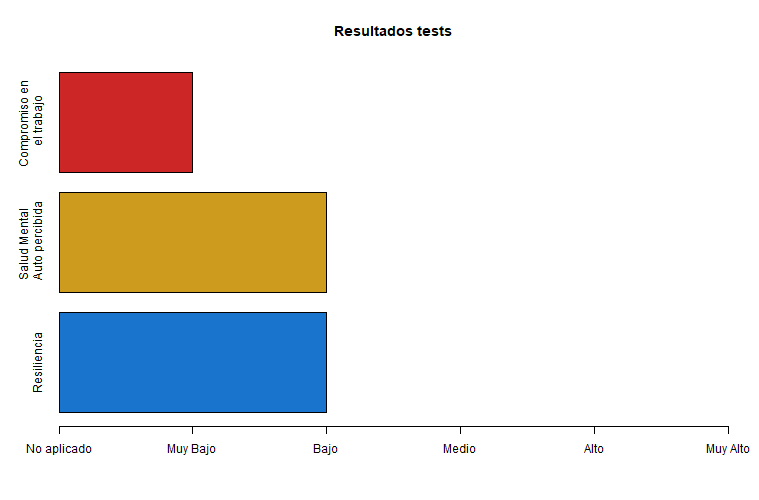 Resultados tests
Compromiso en
el trabajo
Salud Mental
Auto percibida
Resiliencia
No aplicado
Muy Bajo
Bajo
Medio
Alto
Muy Alto